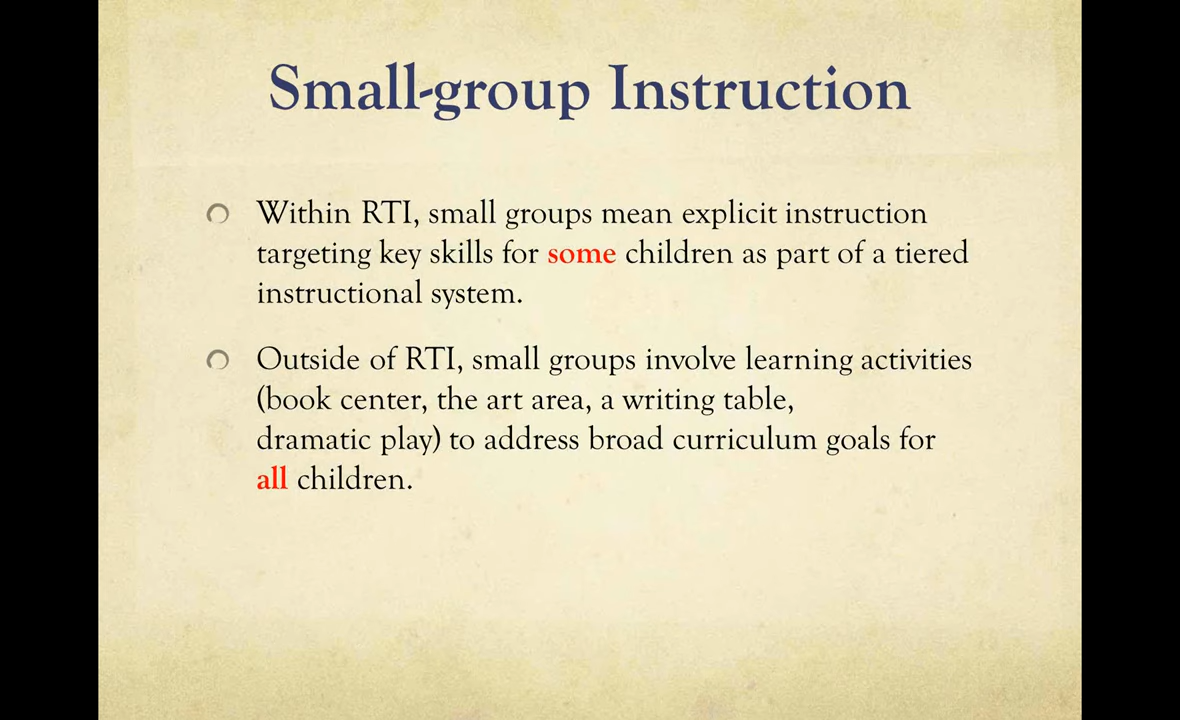 Small-group Instruction
Within RTI, small groups mean explicit instruction
targeting key skills for some children as part of a tiered
instructional system.
Outside of RTI, small groups involve learning activities
(book center, the art area, a writing table,
dramatic play) to address broad curriculum goals for
all children.